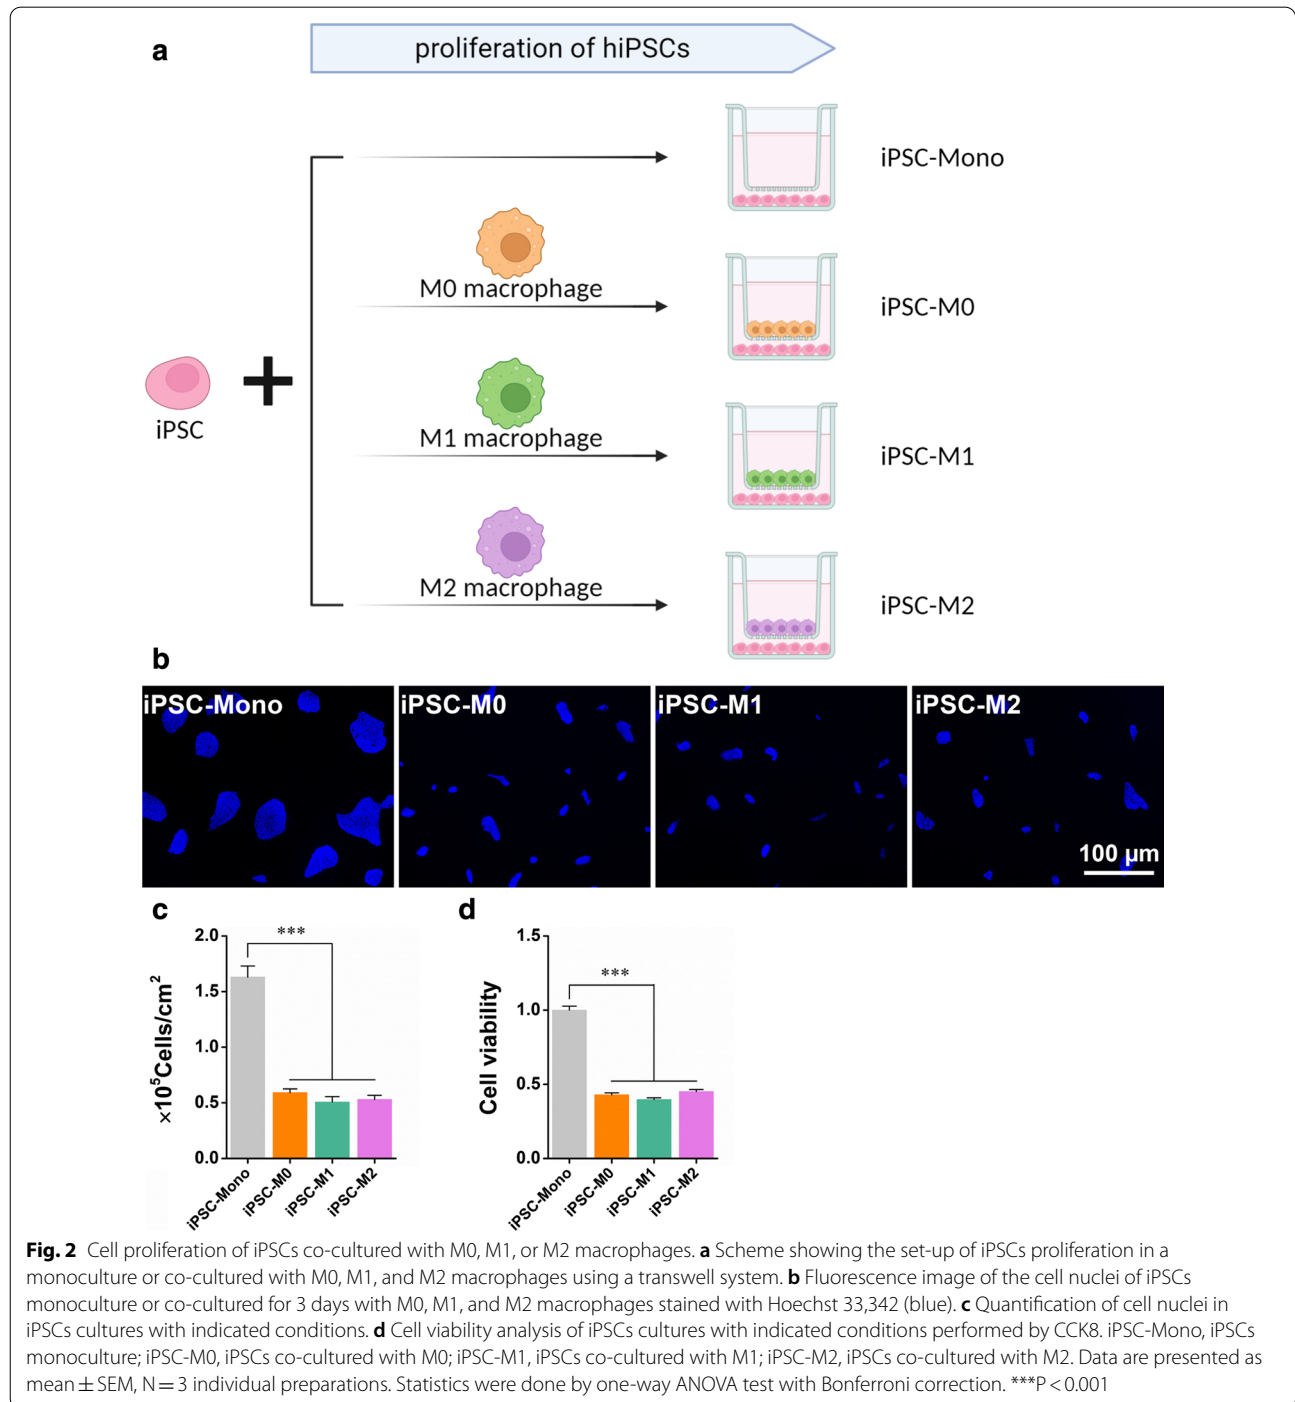 a
proliferation of hiPSCs
iPSC-Mono
M0 macrophage
iPSC-M0
iPSC
M1 macrophage
iPSC-M1
M2 macrophage
iPSC-M2
b
iPSC-Mono
iPSC-M0
iPSC-M1
iPSC-M2
100 µm
c
×10⁵Cells/cm²
2.0
1.5
1.0
0.5
0.0
***
iPSC-Mono
iPSC-M0
iPSC-M1
iPSC-M2
d
Cell viability
1.5
1.0
0.5
0.0
***
iPSC-Mono
iPSC-M0
iPSC-M1
iPSC-M2
Fig. 2 Cell proliferation of iPSCs co-cultured with M0, M1, or M2 macrophages. a Scheme showing the set-up of iPSCs proliferation in a
monoculture or co-cultured with M0, M1, and M2 macrophages using a transwell system. b Fluorescence image of the cell nuclei of iPSCs
monoculture or co-cultured for 3 days with M0, M1, and M2 macrophages stained with Hoechst 33,342 (blue). c Quantification of cell nuclei in
iPSCs cultures with indicated conditions. d Cell viability analysis of iPSCs cultures with indicated conditions performed by CCK8. iPSC-Mono, iPSCs
monoculture; iPSC-M0, iPSCs co-cultured with M0; iPSC-M1, iPSCs co-cultured with M1; iPSC-M2, iPSCs co-cultured with M2. Data are presented as
mean ± SEM, N = 3 individual preparations. Statistics were done by one-way ANOVA test with Bonferroni correction. ***P < 0.001